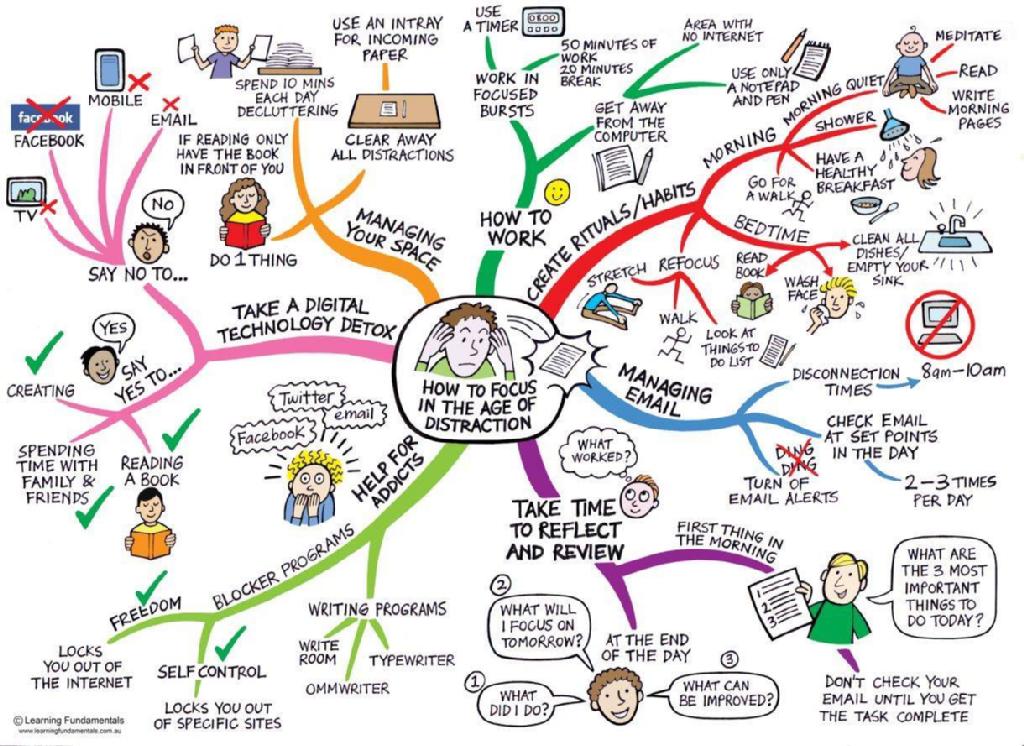 HOW TO FOCUS
IN THE AGE OF
DISTRACTION
MANAGING
YOUR SPACE
USE AN INTRAY
FOR INCOMING
PAPER
CLEAR AWAY
ALL DISTRACTIONS
SPEND 10 MINS
EACH DAY
DECLUTTERING
IF READING ONLY
HAVE THE BOOK
IN FRONT OF YOU
DO 1 THING
HOW TO
WORK
WORK IN
FOCUSED
BURSTS
USE
A TIMER
50 MINUTES OF
WORK
20 MINUTES
BREAK
GET AWAY
FROM THE
COMPUTER
AREA WITH
NO INTERNET
USE ONLY
A NOTEPAD
AND PEN
CREATE RITUALS/HABITS
MORNING
MORNING QUIET
MEDITATE
READ
WRITE
MORNING
PAGES
SHOWER
HAVE A
HEALTHY
BREAKFAST
GO FOR
A WALK
BEDTIME
CLEAN ALL
DISHES/
EMPTY YOUR
SINK
READ
BOOK
WASH
FACE
STRETCH
REFOCUS
WALK
LOOK AT
THINGS TO
DO LIST
MANAGING
EMAIL
DISCONNECTION
TIMES
8am-10am
CHECK EMAIL
AT SET POINTS
IN THE DAY
2-3 TIMES
PER DAY
DING
DING
TURN OF
EMAIL ALERTS
TAKE TIME
TO REFLECT
AND REVIEW
WHAT
WORKED?
FIRST THING IN
THE MORNING
1
2
3
WHAT ARE
THE 3 MOST
IMPORTANT
THINGS TO
DO TODAY?
DON'T CHECK YOUR
EMAIL UNTIL YOU GET
THE TASK COMPLETE
AT THE END
OF THE DAY
1
WHAT
DID I DO?
2
WHAT WILL
I FOCUS ON
TOMORROW?
3
WHAT CAN
BE IMPROVED?
HELP FOR
ADDICTS
Twitter
email
Facebook
WRITING PROGRAMS
WRITE
ROOM
OMMWRITER
TYPEWRITER
BLOCKER PROGRAMS
FREEDOM
LOCKS
YOU OUT OF
THE INTERNET
SELF CONTROL
LOCKS YOU OUT
OF SPECIFIC SITES
TAKE A DIGITAL
TECHNOLOGY DETOX
SAY NO TO...
NO
TV
facebook
FACEBOOK
MOBILE
EMAIL
SAY
YES TO...
YES
CREATING
SPENDING
TIME WITH
FAMILY &
FRIENDS
READING
A BOOK
© Learning Fundamentals
www.learningfundamentals.com.au